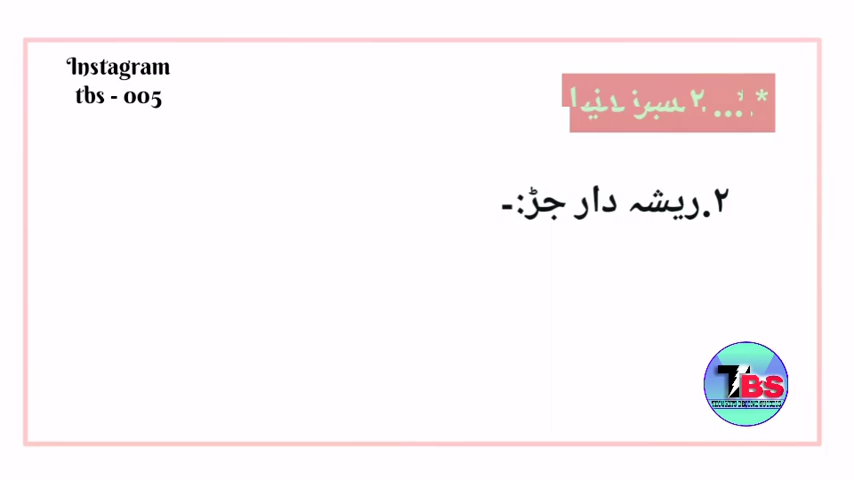 Instagram
tbs - 005
*...۲. سبز دنیا
۲.ریشہ دار جڑ:-
TBS